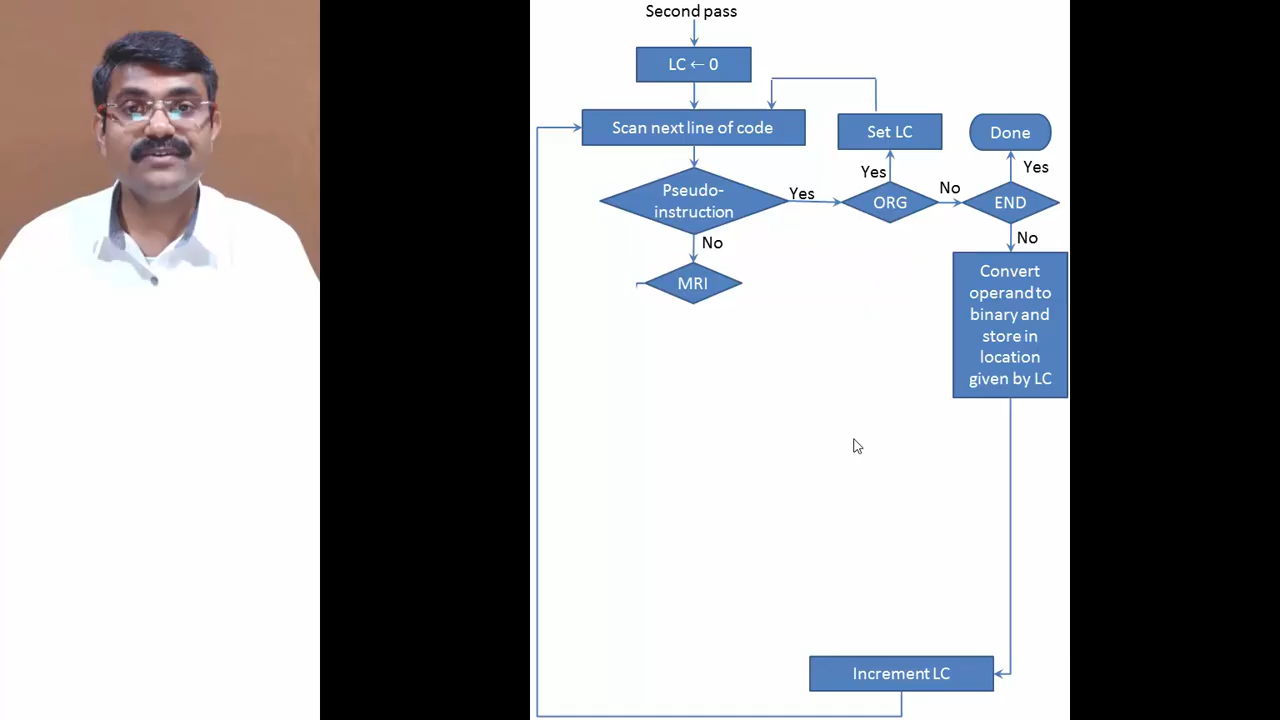 Second pass
LC ← 0
Scan next line of code
Set LC
Done
Yes
Yes
Pseudo-
instruction
Yes
ORG
No
END
No
No
MRI
Convert
operand to
binary and
store in
location
given by LC
Increment LC